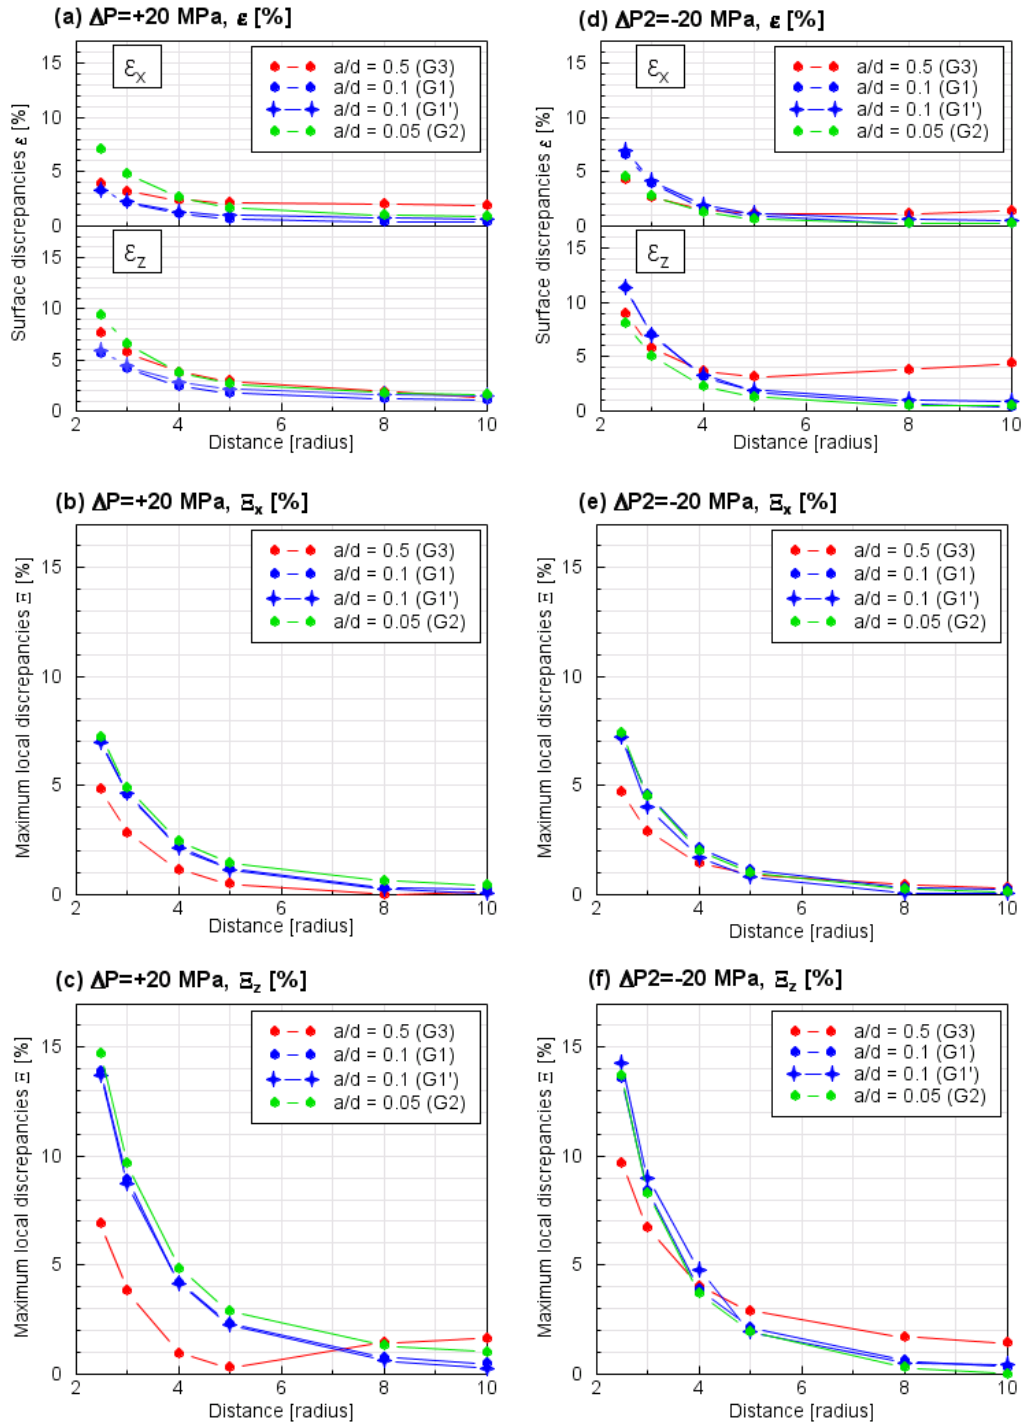 (a) ΔP=+20 MPa, ε [%]
15
10
5
0
εx
a/d = 0.5 (G3)
a/d = 0.1 (G1)
a/d = 0.1 (G1')
a/d = 0.05 (G2)
Surface discrepancies ε [%]
15
10
5
0
εz
2 4 6 8 10
Distance [radius]
(d) ΔP2=-20 MPa, ε [%]
15
10
5
0
εx
a/d = 0.5 (G3)
a/d = 0.1 (G1)
a/d = 0.1 (G1')
a/d = 0.05 (G2)
Surface discrepancies ε [%]
15
10
5
0
εz
2 4 6 8 10
Distance [radius]
(b) ΔP=+20 MPa, Ξx [%]
15
10
5
0
a/d = 0.5 (G3)
a/d = 0.1 (G1)
a/d = 0.1 (G1')
a/d = 0.05 (G2)
Maximum local discrepancies Ξ [%]
2 4 6 8 10
Distance [radius]
(e) ΔP2=-20 MPa, Ξx [%]
15
10
5
0
a/d = 0.5 (G3)
a/d = 0.1 (G1)
a/d = 0.1 (G1')
a/d = 0.05 (G2)
Maximum local discrepancies Ξ [%]
2 4 6 8 10
Distance [radius]
(c) ΔP=+20 MPa, Ξz [%]
15
10
5
0
a/d = 0.5 (G3)
a/d = 0.1 (G1)
a/d = 0.1 (G1')
a/d = 0.05 (G2)
Maximum local discrepancies Ξ [%]
2 4 6 8 10
Distance [radius]
(f) ΔP2=-20 MPa, Ξz [%]
15
10
5
0
a/d = 0.5 (G3)
a/d = 0.1 (G1)
a/d = 0.1 (G1')
a/d = 0.05 (G2)
Maximum local discrepancies Ξ [%]
2 4 6 8 10
Distance [radius]